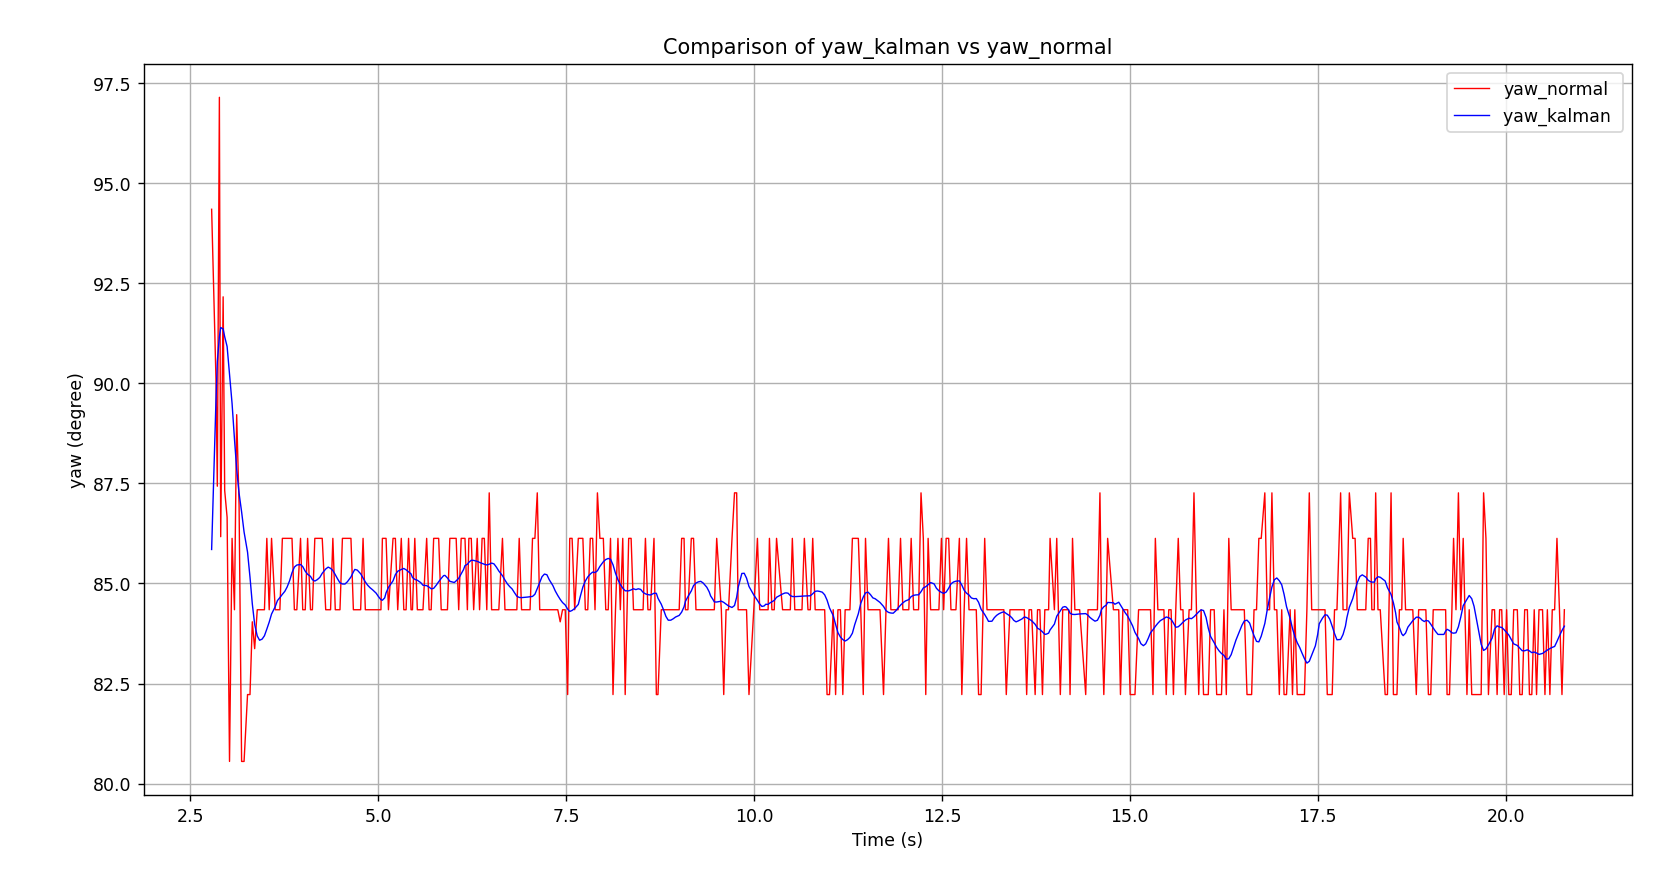 Comparison of yaw_kalman vs yaw_normal
97.5
95.0
92.5
90.0
87.5
85.0
82.5
80.0
yaw (degree)
yaw_normal
yaw_kalman
2.5 5.0 7.5 10.0 12.5 15.0 17.5 20.0
Time (s)